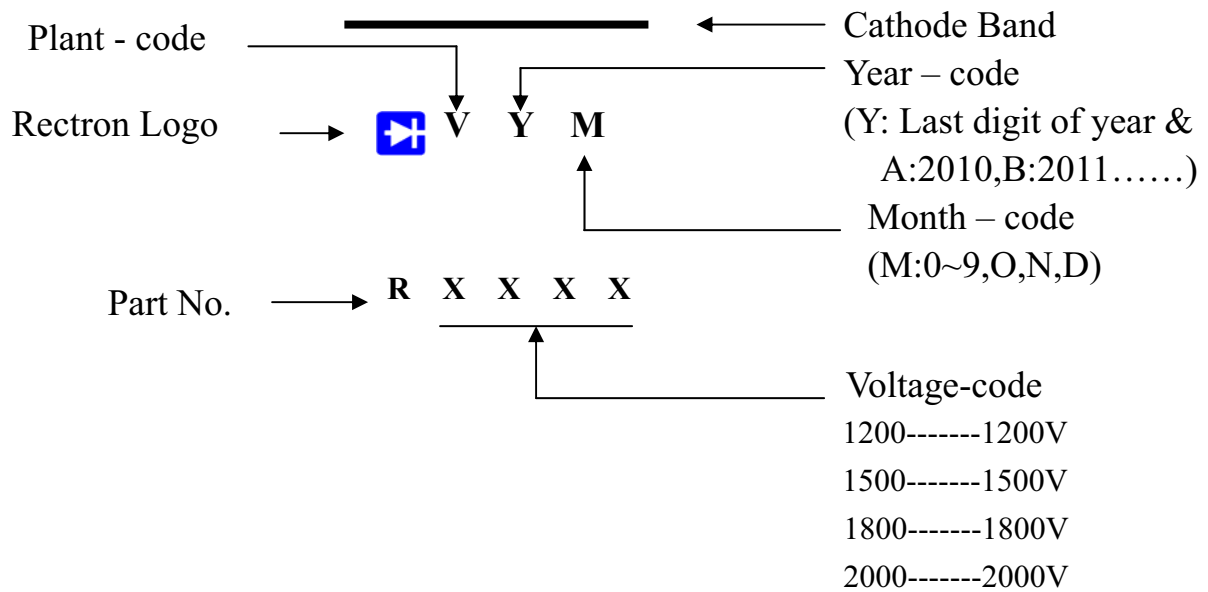 Cathode Band
Plant - code
Year – code
Rectron Logo
V Y M
(Y: Last digit of year &
A:2010,B:2011……)
Month – code
(M:0~9,O,N,D)
Part No.
R X X X X
Voltage-code
1200-------1200V
1500-------1500V
1800-------1800V
2000-------2000V